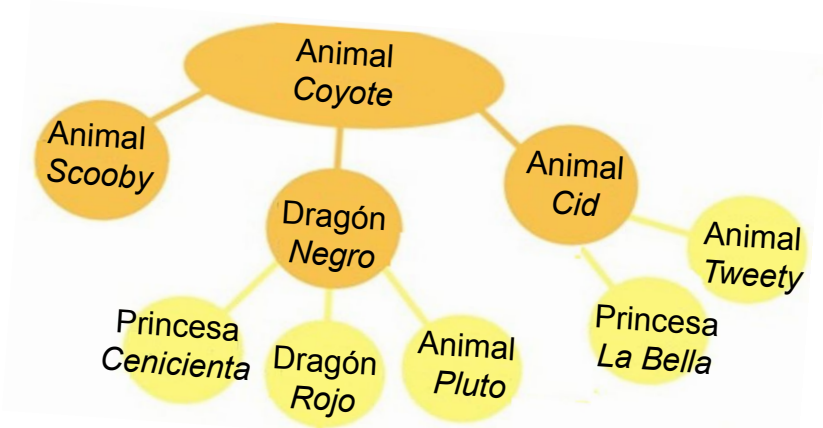 Animal
Coyote
Animal
Scooby
Dragón
Negro
Animal
Cid
Animal
Tweety
Princesa
Cenicienta
Dragón
Rojo
Animal
Pluto
Princesa
La Bella